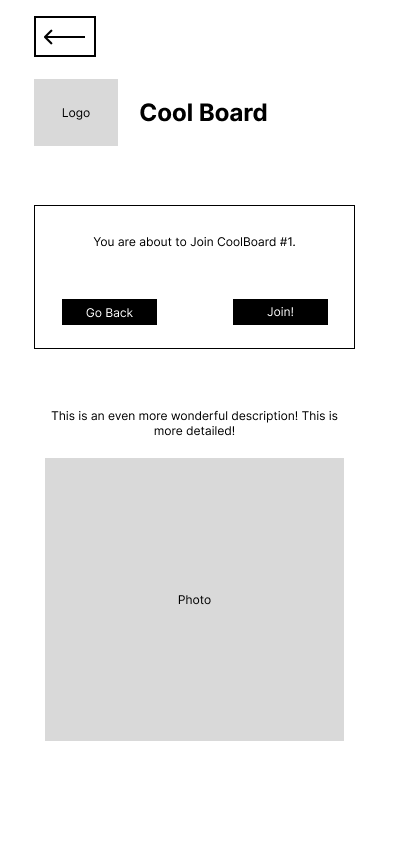 Logo
Cool Board
You are about to Join CoolBoard #1.
Go Back
Join!
This is an even more wonderful description! This is
more detailed!
Photo